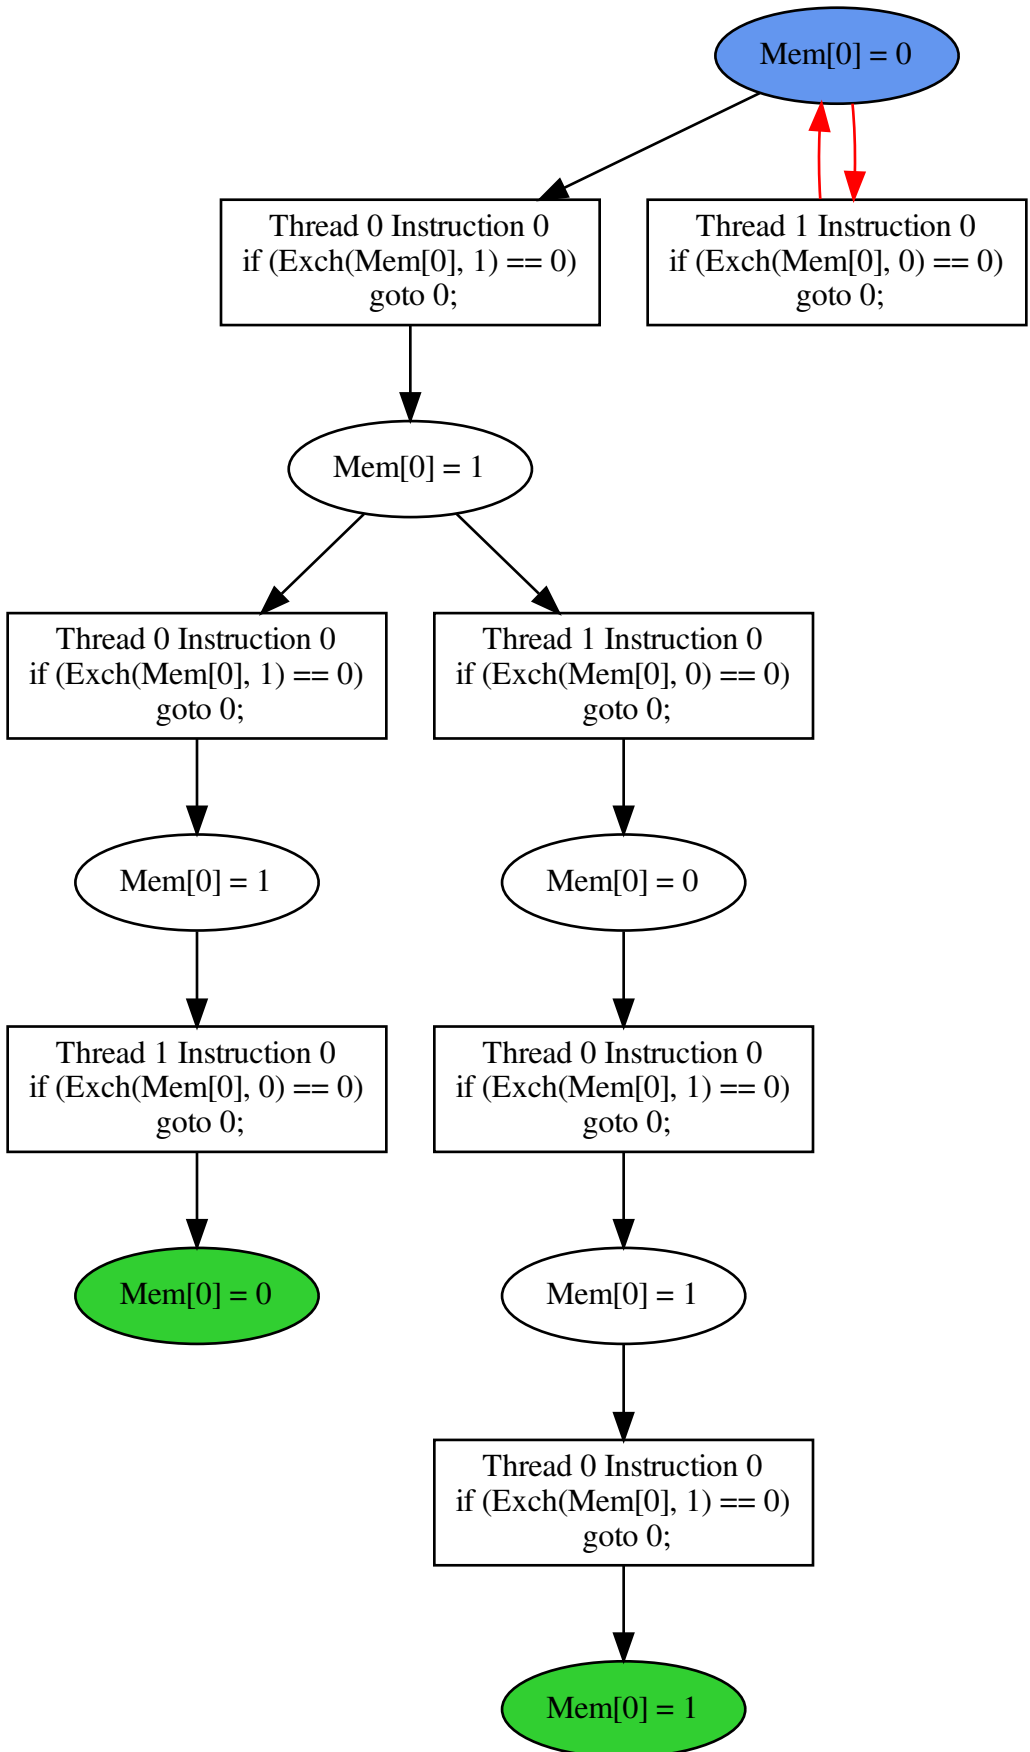 Mem[0] = 0
Thread 0 Instruction 0
if (Exch(Mem[0], 1) == 0)
goto 0;
Thread 1 Instruction 0
if (Exch(Mem[0], 0) == 0)
goto 0;
Mem[0] = 1
Thread 0 Instruction 0
if (Exch(Mem[0], 1) == 0)
goto 0;
Thread 1 Instruction 0
if (Exch(Mem[0], 0) == 0)
goto 0;
Mem[0] = 1
Mem[0] = 0
Thread 1 Instruction 0
if (Exch(Mem[0], 0) == 0)
goto 0;
Thread 0 Instruction 0
if (Exch(Mem[0], 1) == 0)
goto 0;
Mem[0] = 0
Mem[0] = 1
Thread 0 Instruction 0
if (Exch(Mem[0], 1) == 0)
goto 0;
Mem[0] = 1